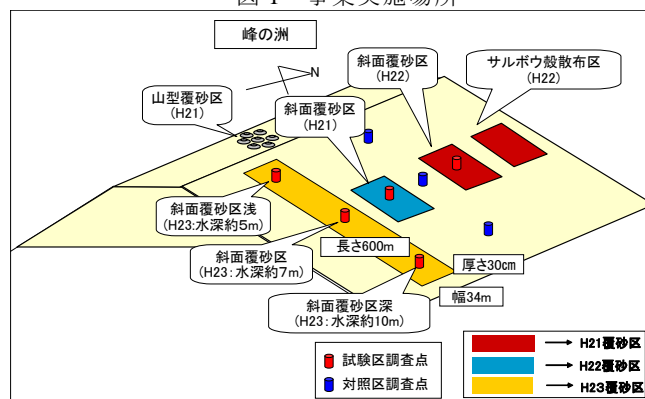 図1 事業実施場所
峰の洲
N
斜面覆砂区
(H22)
サルボウ殻散布区
(H22)
山型覆砂区
(H21)
斜面覆砂区
(H21)
斜面覆砂区浅
(H23:水深約5m)
斜面覆砂区
(H23:水深約7m)
斜面覆砂区深
(H23:水深約10m)
長さ600m
厚さ30cm
幅34m
試験区調査点
対照区調査点
H21覆砂区
H22覆砂区
H23覆砂区